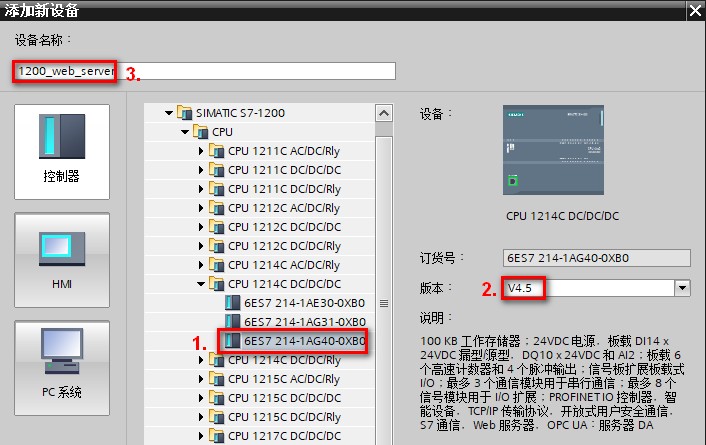 添加新设备
设备名称：
1200_web_server
3.
控制器
HMI
PC 系统
SIMATIC S7-1200
CPU
CPU 1211C AC/DC/Rly
CPU 1211C DC/DC/DC
CPU 1211C DC/DC/Rly
CPU 1212C AC/DC/Rly
CPU 1212C DC/DC/DC
CPU 1212C DC/DC/Rly
CPU 1214C AC/DC/Rly
CPU 1214C DC/DC/DC
6ES7 214-1AE30-0XB0
6ES7 214-1AG31-0XB0
1.
6ES7 214-1AG40-0XB0
CPU 1214C DC/DC/Rly
CPU 1215C AC/DC/Rly
CPU 1215C DC/DC/DC
CPU 1215C DC/DC/Rly
CPU 1217C DC/DC/DC
设备：
SIEMENS
CPU 1214C DC/DC/DC
订货号：
6ES7 214-1AG40-0XB0
版本：
2.
V4.5
说明：
100 KB 工作存储器；24VDC 电源，板载 DI14 x
24VDC 漏型/源型，DQ10 x 24VDC 和 AI2；板载 6
个高速计数器和 4 个脉冲输出；信号板扩展板载式
I/O；最多 3 个通信模块用于串行通信；最多 8 个
信号模块用于 I/O 扩展；PROFINET IO 控制器，智
能设备，TCP/IP 传输协议，开放式用户安全通信，
S7 通信，Web 服务器，OPC UA：服务器 DA